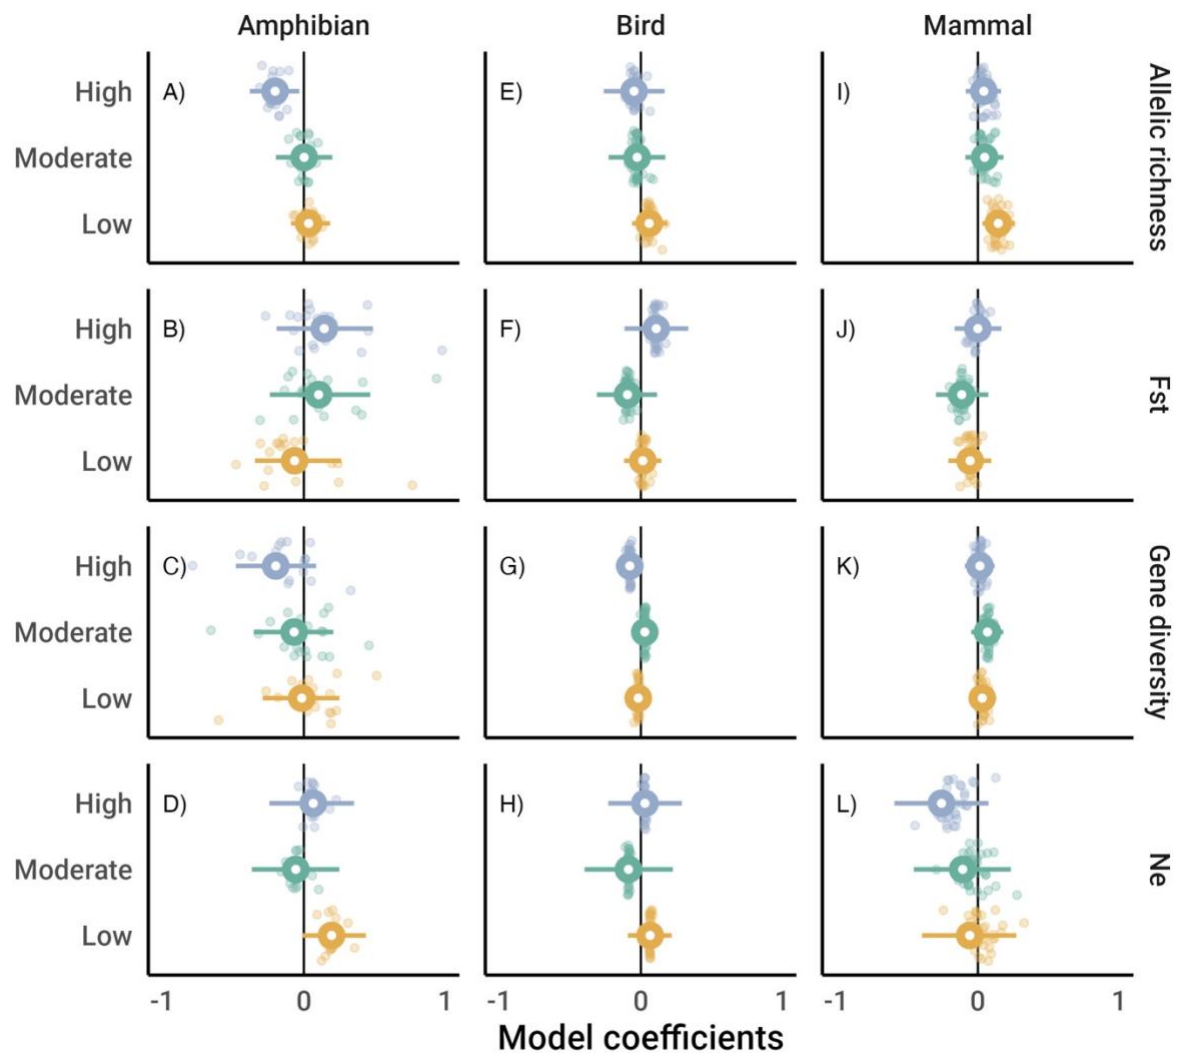 Amphibian Bird Mammal
High A) E) I) Allelic richness
Moderate
Low
High B) F) J) Fst
Moderate
Low
High C) G) K) Gene diversity
Moderate
Low
High D) H) L) Ne
Moderate
Low
-1 0 1 -1 0 1 -1 0 1
Model coefficients